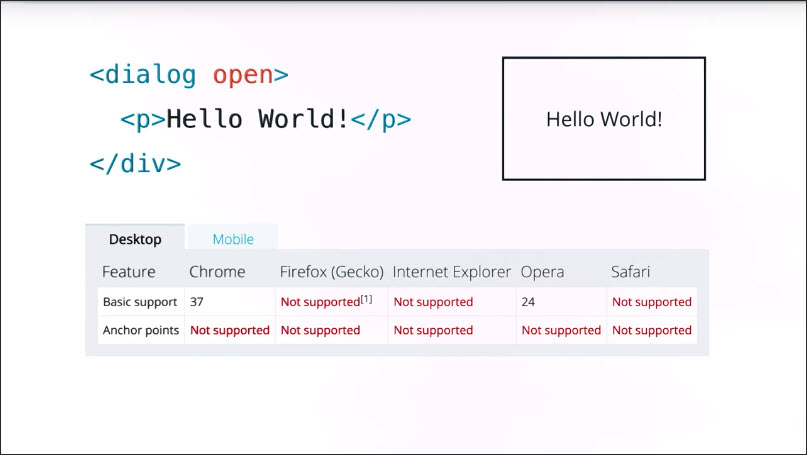 <dialog open>
<p>Hello World!</p>
</div>
Hello World!
Desktop Mobile
Feature Chrome Firefox (Gecko) Internet Explorer Opera Safari
Basic support 37 Not supported[1] Not supported 24 Not supported
Anchor points Not supported Not supported Not supported Not supported Not supported